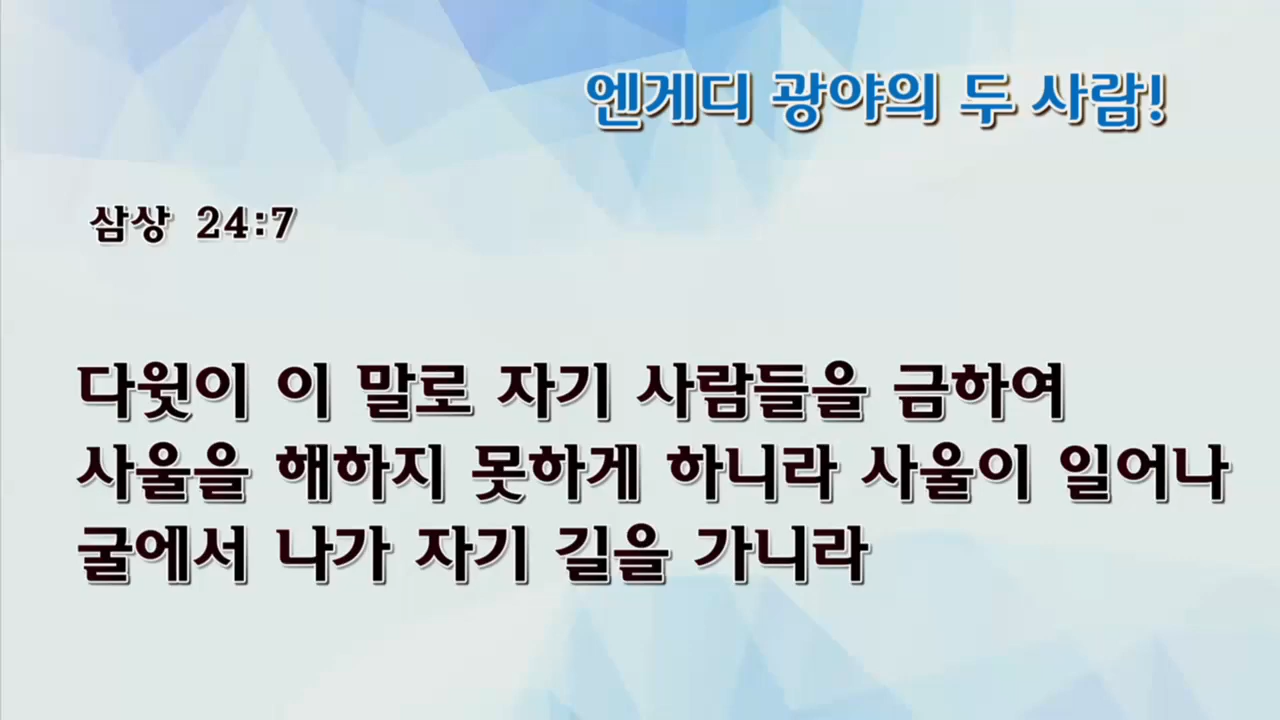 엔게디 광야의 두 사람!
삼상 24:7
다윗이 이 말로 자기 사람들을 금하여
사울을 해하지 못하게 하니라 사울이 일어나
굴에서 나가 자기 길을 가니라